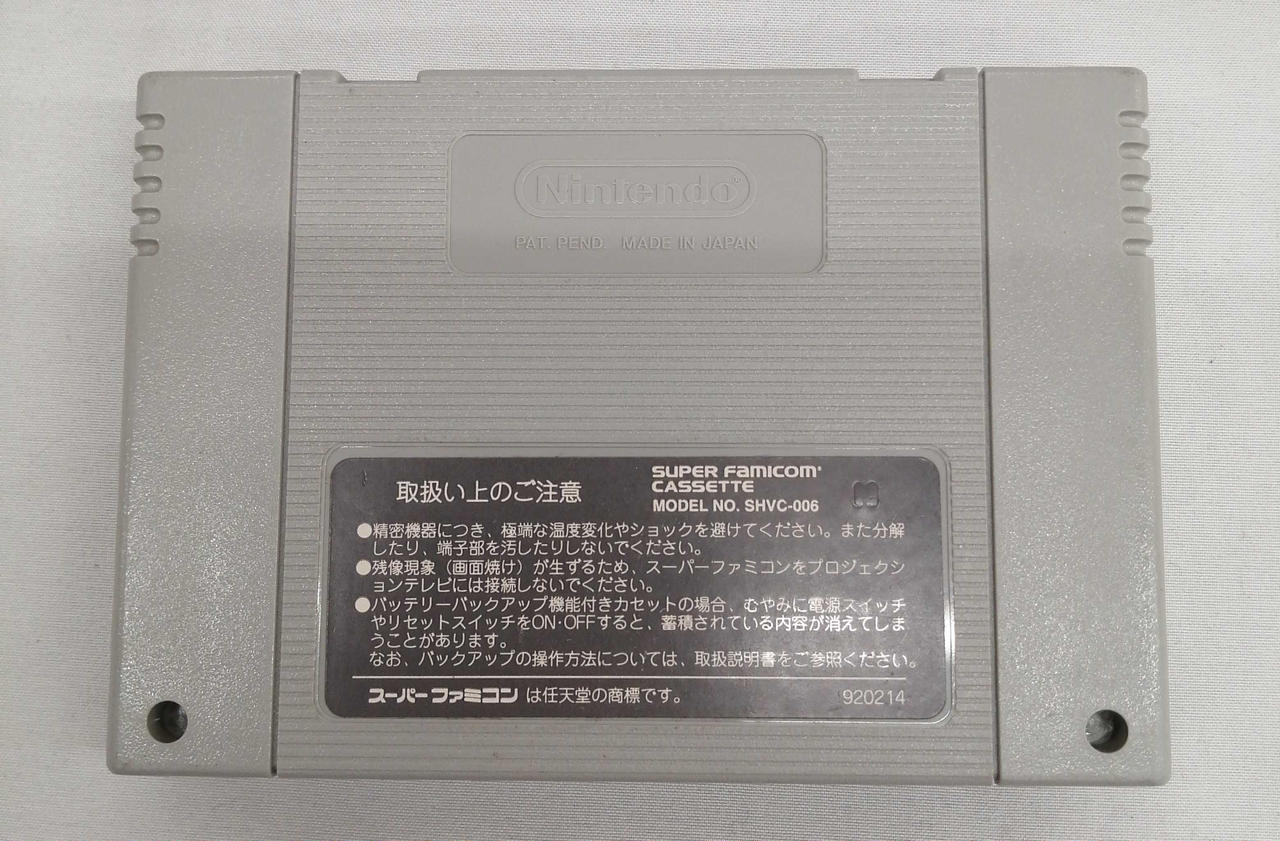 Nintendo®
PAT. PEND. MADE IN JAPAN
取扱い上のご注意
SUPER FAMICOM
CASSETTE
MODEL NO. SHVC-006
●精密機器につき、極端な温度変化やショックを避けてください。また分解
したり、端子部を汚したりしないでください。
●残像現象（画面焼け）が生ずるため、スーパーファミコンをプロジェクシ
ョンテレビには接続しないでください。
●バッテリーバックアップ機能付きカセットの場合、むやみに電源スイッチ
やリセットスイッチをON・OFFすると、蓄積されている内容が消えてしま
うことがあります。
なお、バックアップの操作方法については、取扱説明書をご参照ください。
スーパーファミコン は任天堂の商標です。
920214